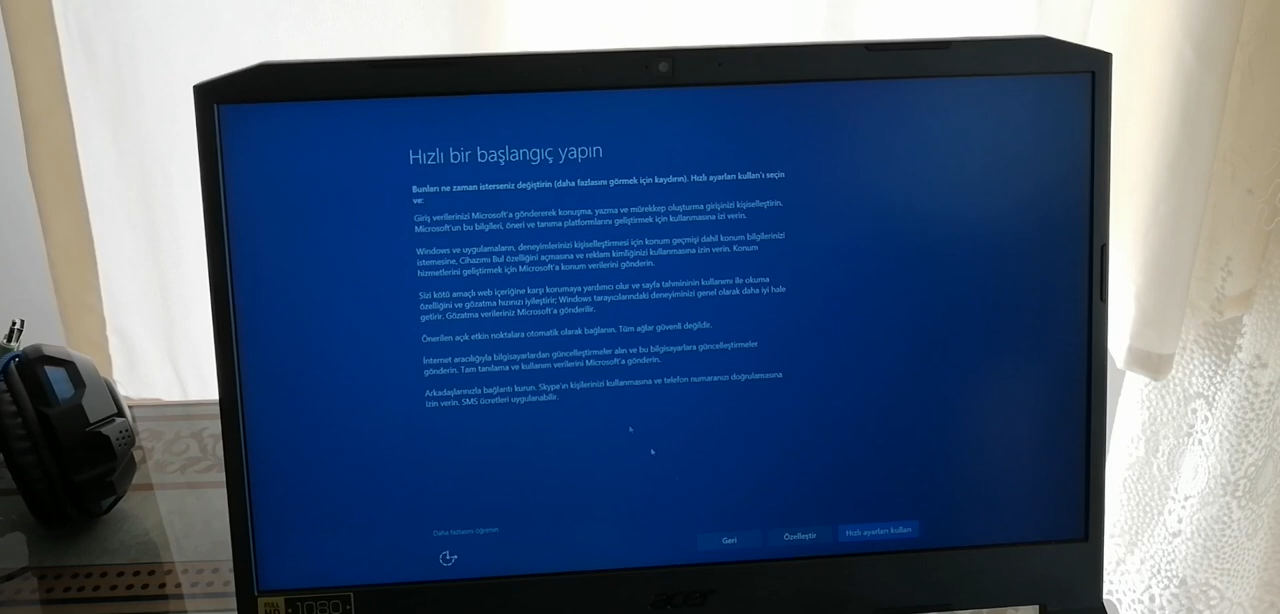 Hızlı bir başlangıç yapın
Bunları ne zaman isterseniz değiştirin (daha fazlasını görmek için kaydırın). Hızlı ayarları kullan'ı seçin
ve:
Giriş verilerinizi Microsoft'a göndererek konuşma, yazma ve mürekkep oluşturma girişinizi kişiselleştirin.
Microsoft'un bu bilgileri, öneri ve tanıma platformlarını geliştirmek için kullanmasına izi verin.
Windows ve uygulamaların, deneyimlerinizi kişiselleştirmesi için konum geçmişi dahil konum bilgilerinizi
istemesine, Cihazımı Bul özelliğini açmasına ve reklam kimliğinizi kullanmasına izin verin. Konum
hizmetlerini geliştirmek için Microsoft'a konum verilerini gönderin.
Sizi kötü amaçlı web içeriğine karşı korumaya yardımcı olur ve sayfa tahmininin kullanımı ile okuma
özelliğini ve gözatma hızınızı iyileştirir; Windows tarayıcılarındaki deneyiminizi genel olarak daha iyi hale
getirir. Gözatma verileriniz Microsoft'a gönderilir.
Önerilen açık etkin noktalara otomatik olarak bağlanın. Tüm ağlar güvenli değildir.
İnternet aracılığıyla bilgisayarlardan güncelleştirmeler alın ve bu bilgisayarlara güncelleştirmeler
gönderin. Tam tanılama ve kullanım verilerini Microsoft'a gönderin.
Arkadaşlarınızla bağlantı kurun. Skype'ın kişilerinizi kullanmasına ve telefon numaranızı doğrulamasına
izin verin. SMS ücretleri uygulanabilir.
Daha fazlasını öğrenin
Geri
Özelleştir
Hızlı ayarları kullan
FULL
HD
1080
acer